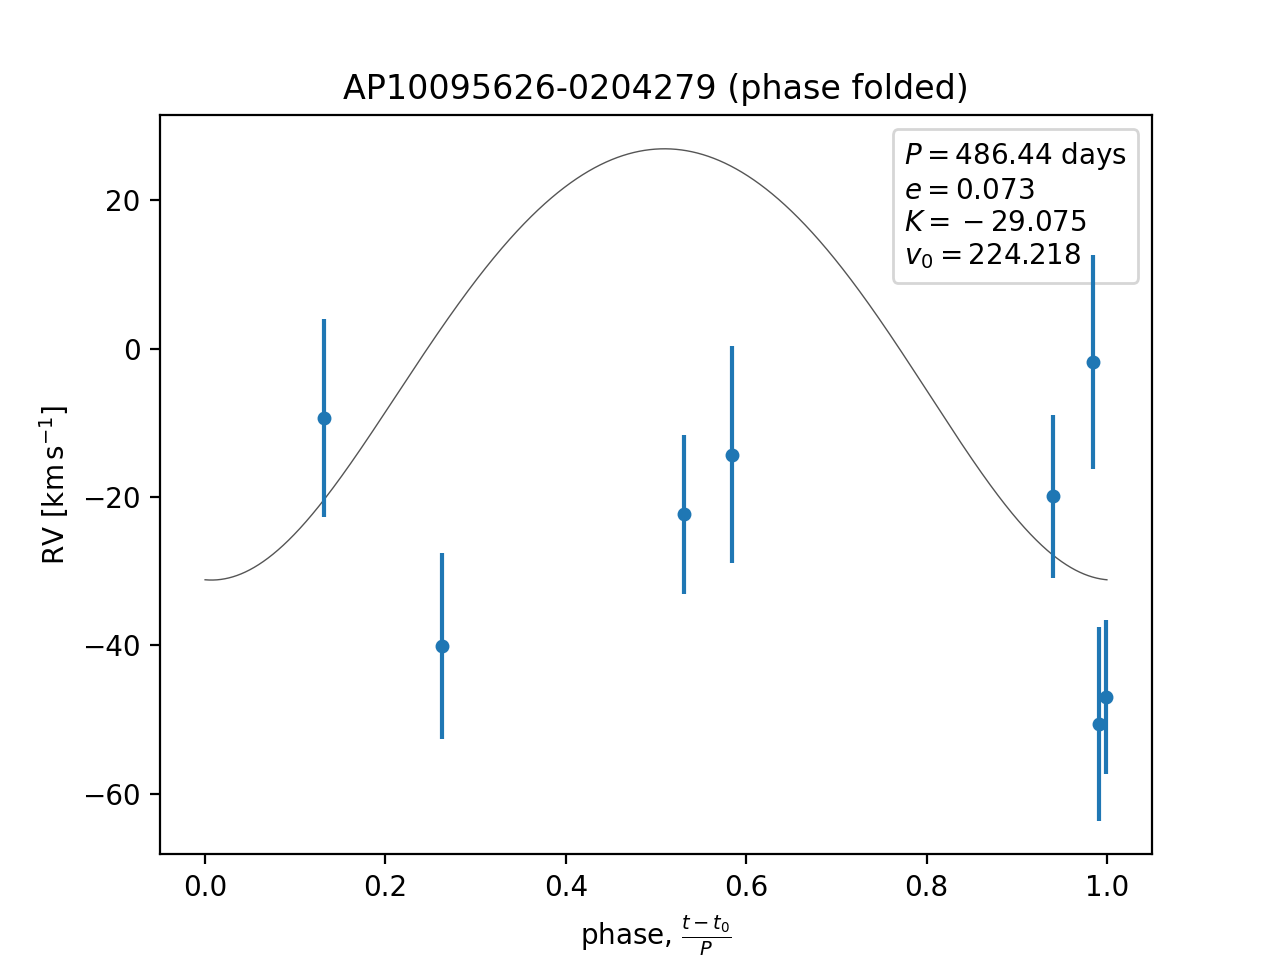 AP10095626-0204279 (phase folded)
P = 486.44 days
e = 0.073
K = −29.075
v₀ = 224.218
RV [km s⁻¹]
20
0
−20
−40
−60
0.0 0.2 0.4 0.6 0.8 1.0
phase, (t − t₀)/P